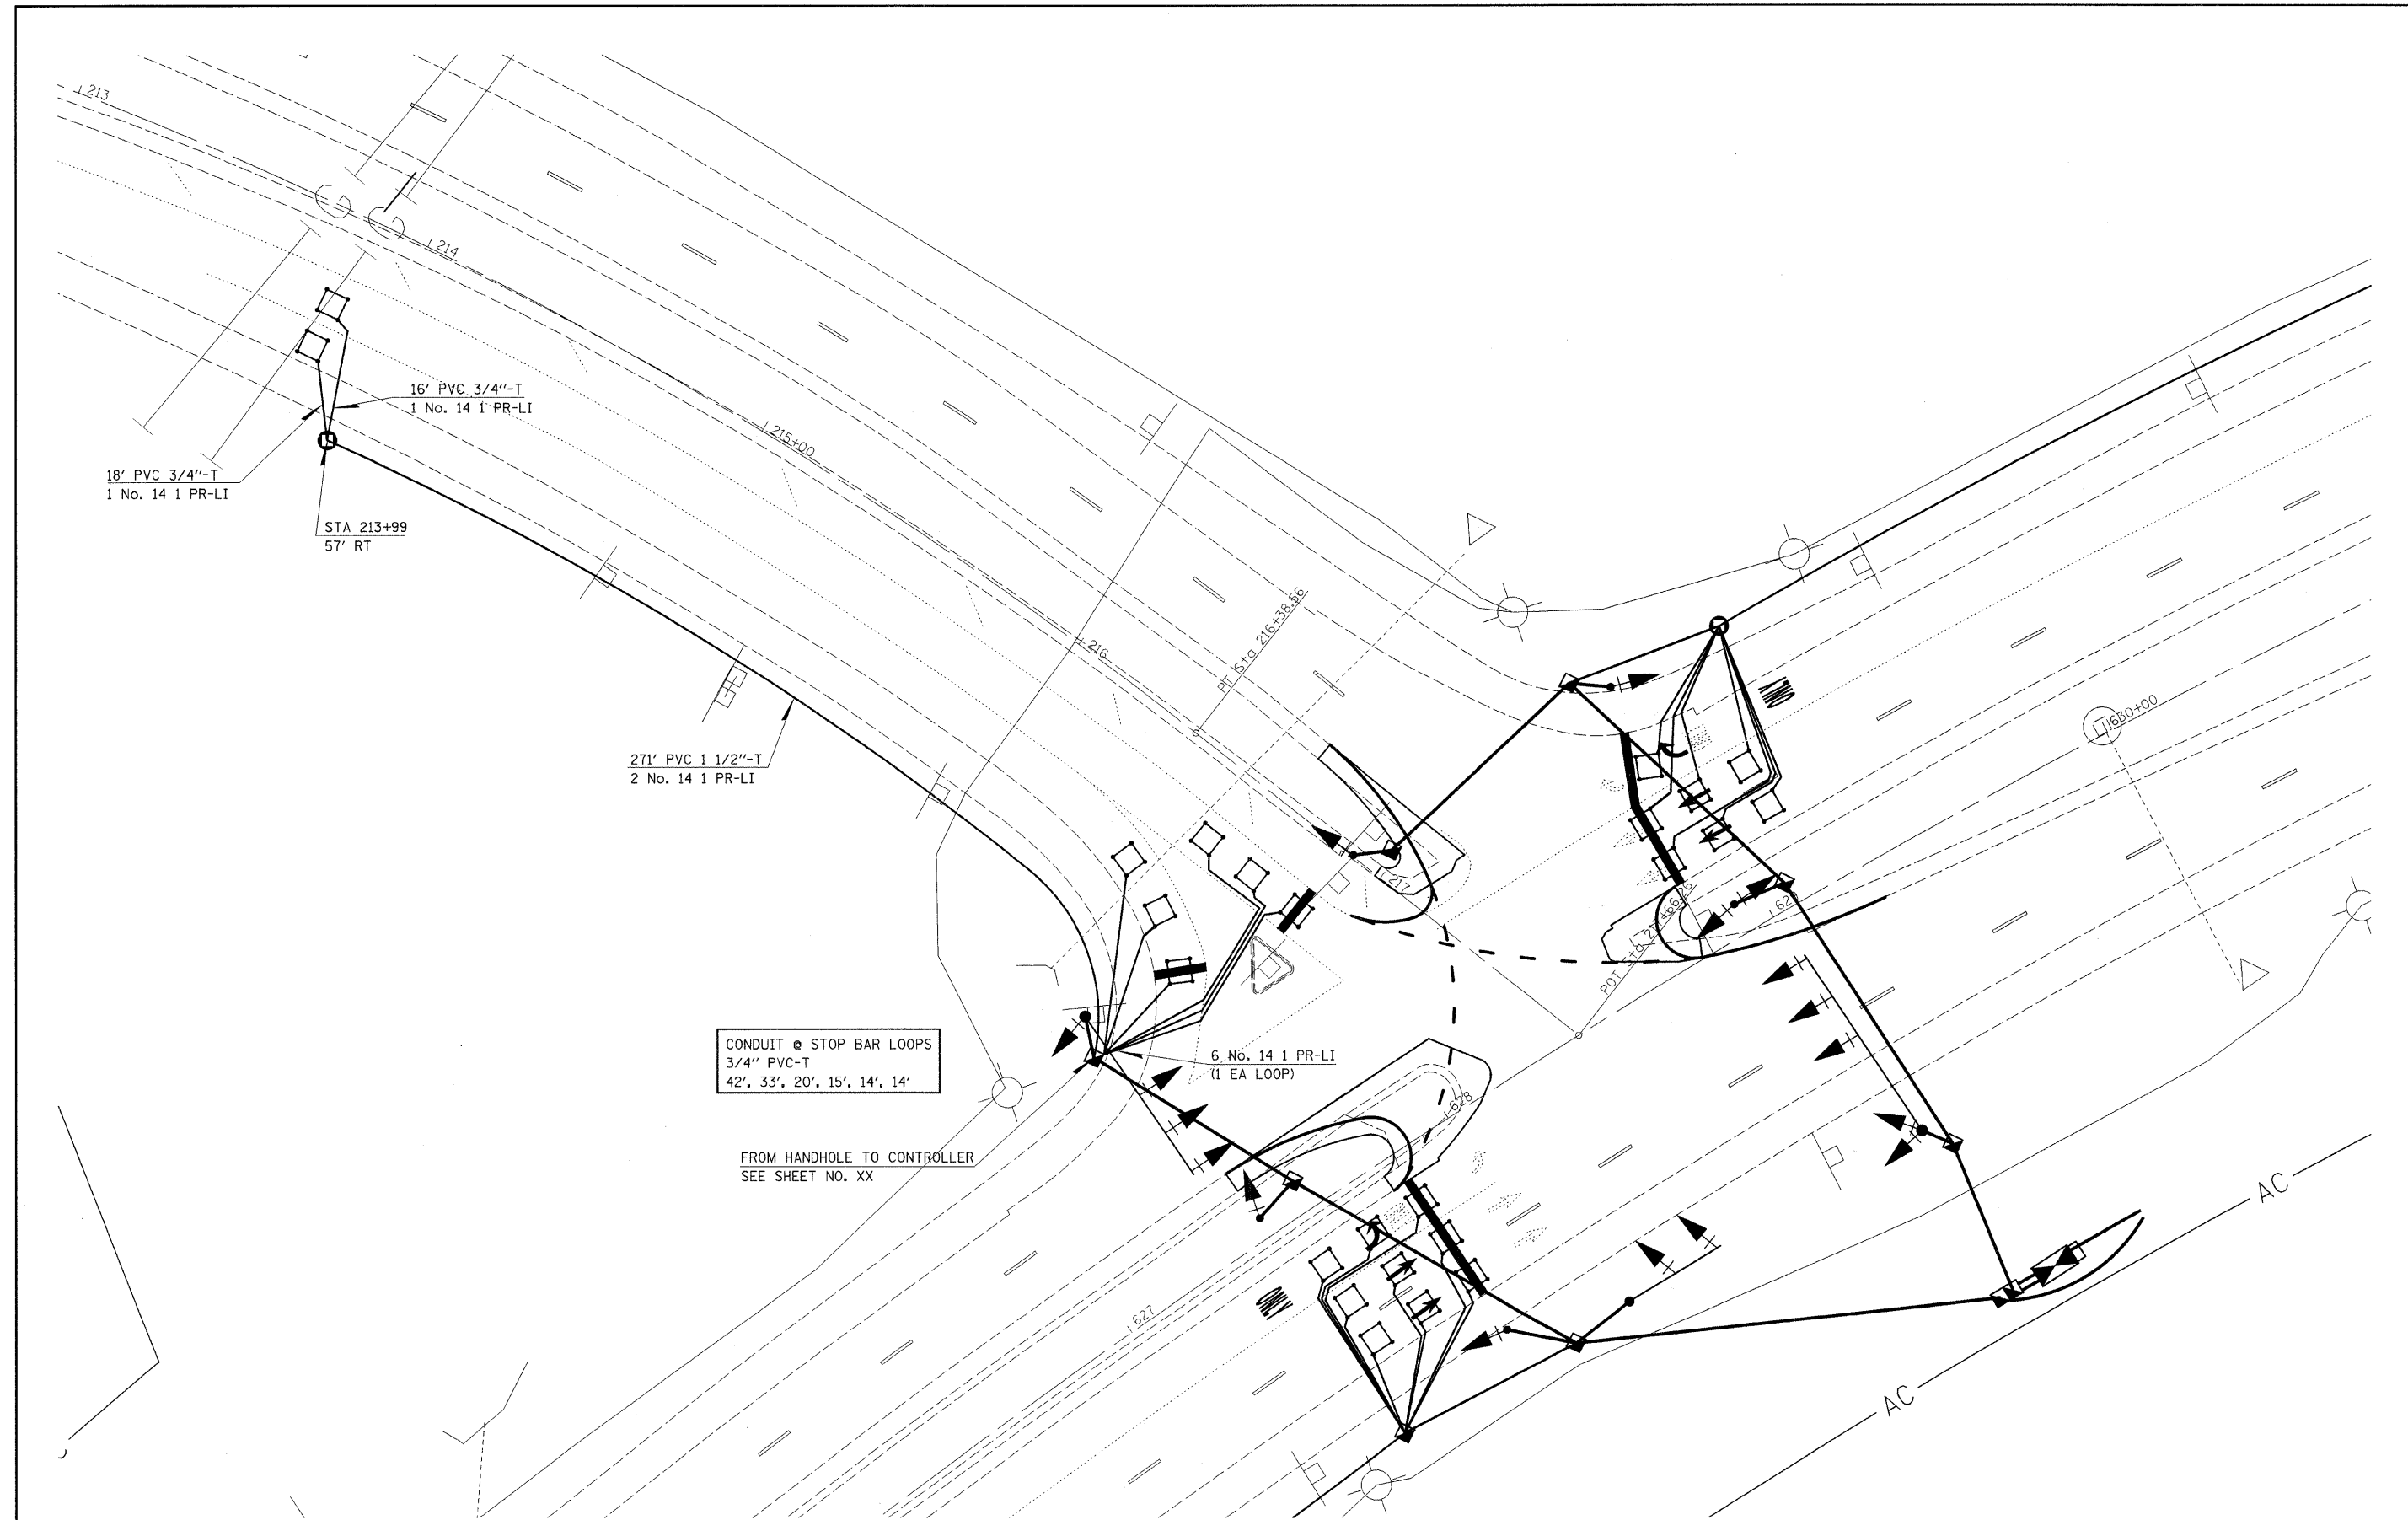 213
214
16' PVC 3/4"-T
1 No. 14 1 PR-LI
18' PVC 3/4"-T
1 No. 14 1 PR-LI
STA 213+99
57' RT
215+00
216
PT Sta 216+38.56
271' PVC 1 1/2"-T
2 No. 14 1 PR-LI
630+00
217
POT Sta
CONDUIT @ STOP BAR LOOPS
3/4" PVC-T
42', 33', 20', 15', 14', 14'
6 No. 14 1 PR-LI
(1 EA LOOP)
628
FROM HANDHOLE TO CONTROLLER
SEE SHEET NO. XX
627
AC
AC